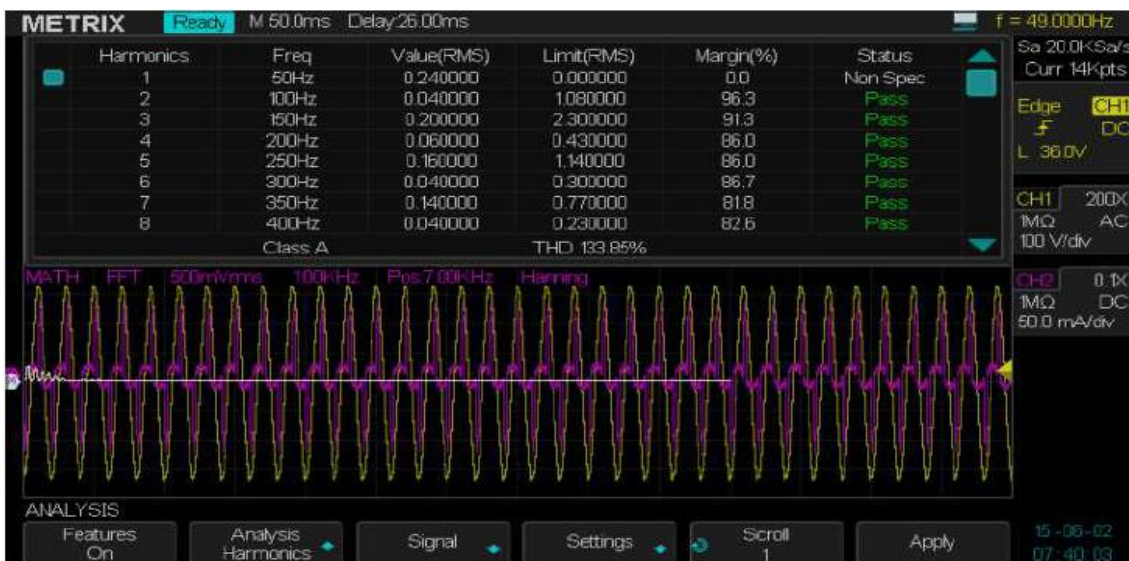 METRIX Ready M 50.0ms Delay:26.00ms f = 49.0000Hz
Sa 20.0KSa/s
Curr 14Kpts
Harmonics Freq Value(RMS) Limit(RMS) Margin(%) Status
1 50Hz 0.240000 0.000000 0.0 Non Spec
2 100Hz 0.040000 1.080000 96.3 Pass
3 150Hz 0.200000 2.300000 91.3 Pass
4 200Hz 0.060000 0.430000 86.0 Pass
5 250Hz 0.160000 1.140000 86.0 Pass
6 300Hz 0.040000 0.300000 86.7 Pass
7 350Hz 0.140000 0.770000 81.8 Pass
8 400Hz 0.040000 0.230000 82.6 Pass
Class A THD 133.85%
Edge CH1
DC
L 36.0V
CH1 200X
1MΩ AC
100 V/div
MATH FFT 500mVrms 100KHz Pos:7.00KHz Hanning
CH2 0.1X
1MΩ DC
50.0 mA/div
ANALYSIS
Features
On
Analysis
Harmonics
Signal
Settings
Scroll
1
Apply
15-06-02
07:40:03